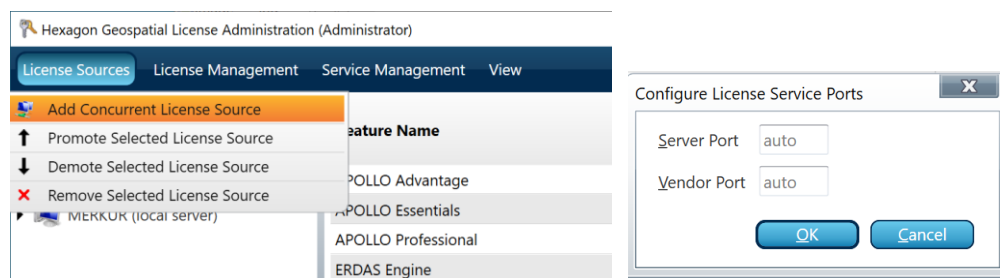 Hexagon Geospatial License Administration (Administrator)
License Sources License Management Service Management View
Add Concurrent License Source
Promote Selected License Source
Demote Selected License Source
Remove Selected License Source
MERKUR (local server)
eature Name
POLLO Advantage
APOLLO Essentials
APOLLO Professional
ERDAS Engine
Configure License Service Ports
X
Server Port auto
Vendor Port auto
OK Cancel